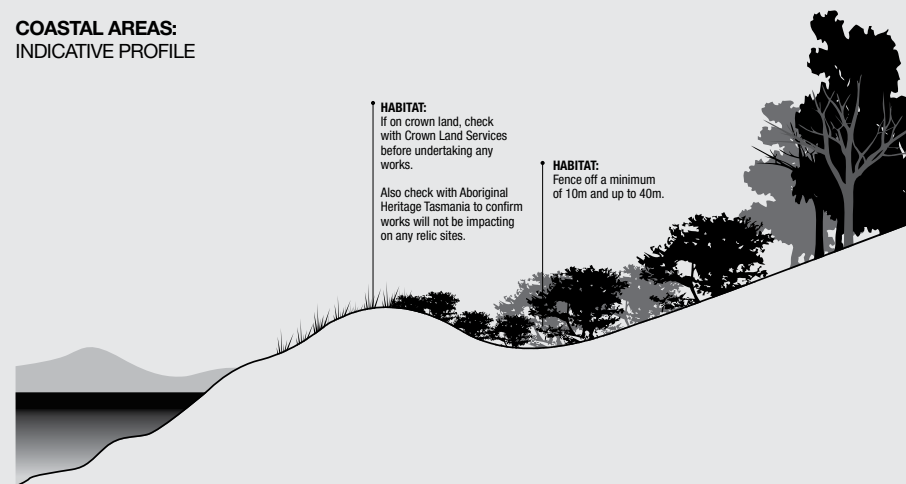 COASTAL AREAS:
INDICATIVE PROFILE
HABITAT:
If on crown land, check
with Crown Land Services
before undertaking any
works.
Also check with Aboriginal
Heritage Tasmania to confirm
works will not be impacting
on any relic sites.
HABITAT:
Fence off a minimum
of 10m and up to 40m.